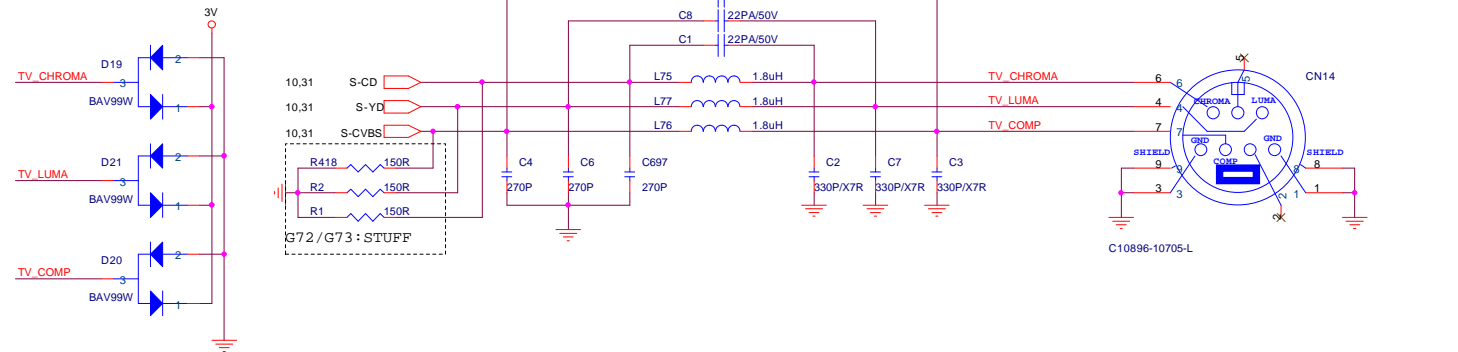 3V
D19
2
TV_CHROMA
3
BAV99W
1
D21
2
TV_LUMA
3
1
D20
2
TV_COMP
3
BAV99W
1
C8
22PA/50V
C1
22PA/50V
10,31
S-CD
L75
1.8uH
TV_CHROMA
10,31
S-YD
L77
1.8uH
TV_LUMA
10,31
S-CVBS
L76
1.8uH
TV_COMP
R418
150R
R2
150R
R1
150R
G72/G73:STUFF
C4
270P
C6
270P
C697
270P
C2
330P/X7R
C7
330P/X7R
C3
330P/X7R
5
5
CN14
6
6
CHROMA
LUMA
4
4
7
7
GND
GND
SHIELD
COMP
SHIELD
9
9
8
8
3
3
2
2
1
1
C10896-10705-L